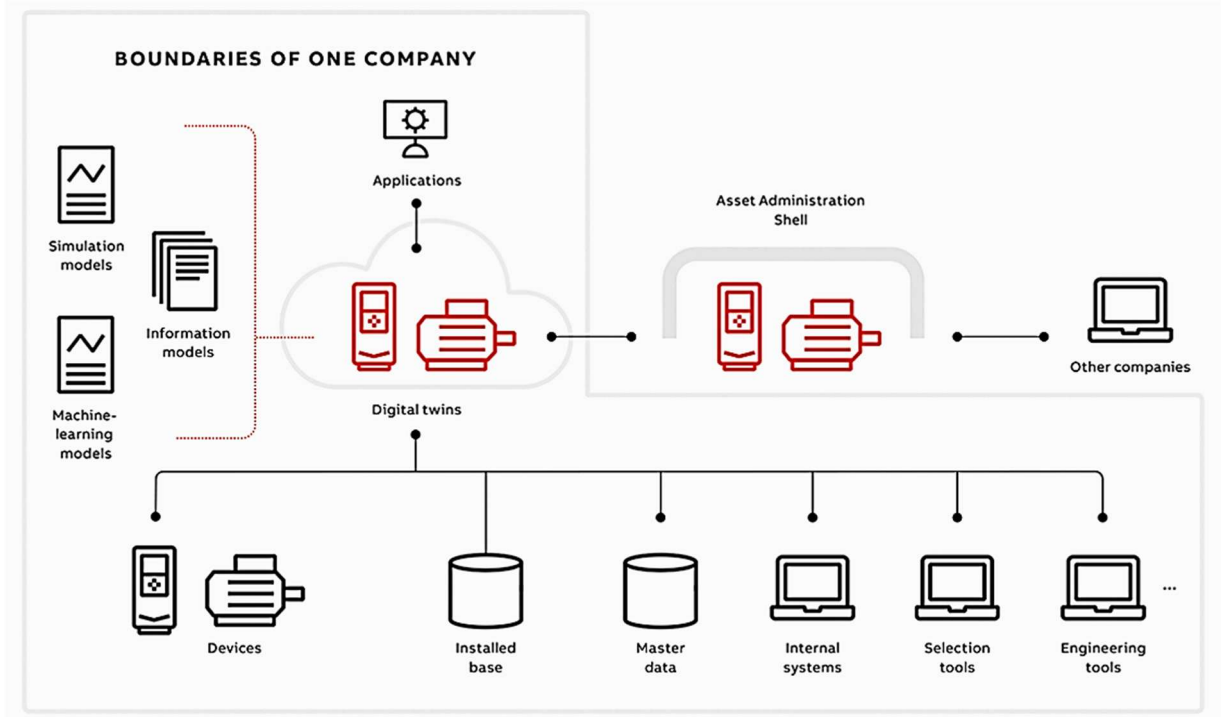 BOUNDARIES OF ONE COMPANY
Applications
Simulation
models
Information
models
Machine-
learning
models
Digital twins
Asset Administration
Shell
Other companies
Devices
Installed
base
Master
data
Internal
systems
Selection
tools
Engineering
tools
...